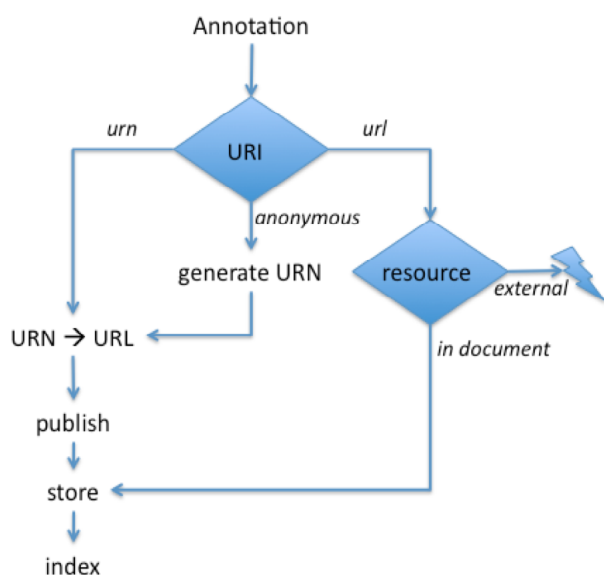 Annotation
urn
url
URI
anonymous
generate URN
resource
external
URN → URL
in document
publish
store
index